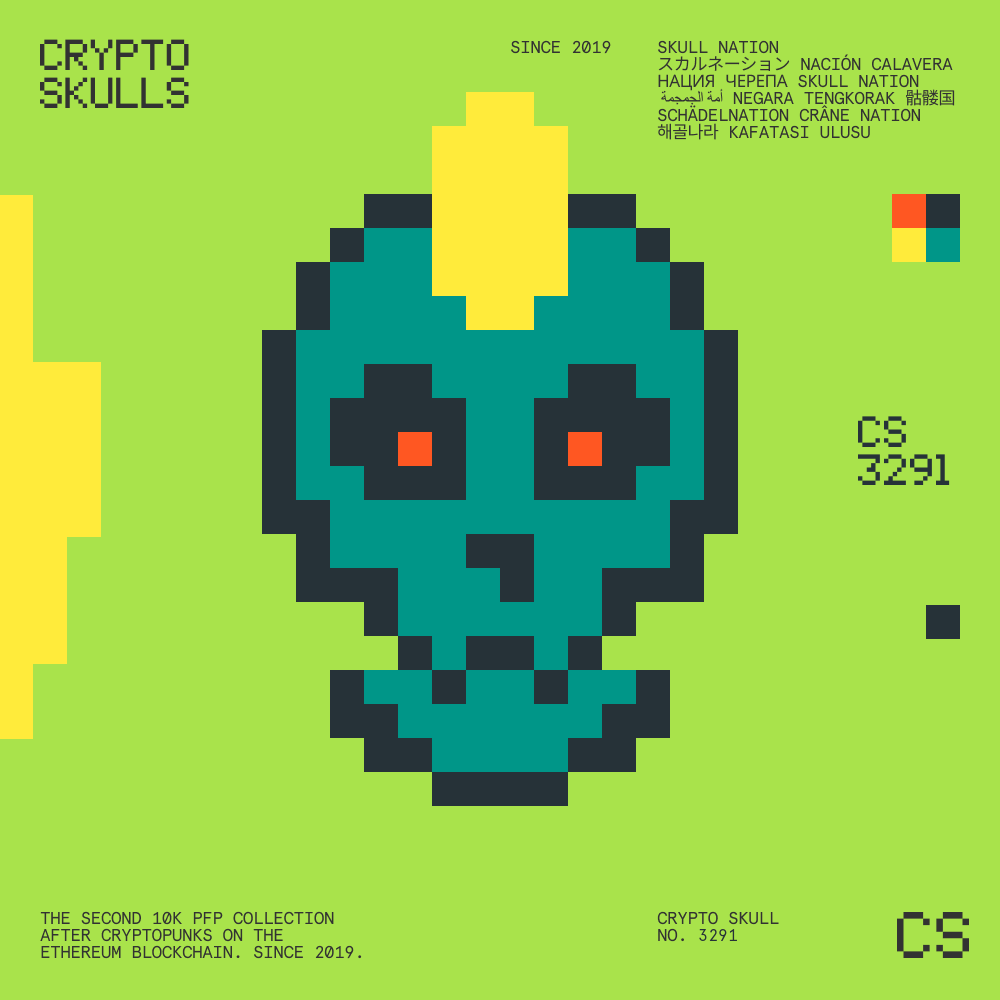 CRYPTO
SKULLS
SINCE 2019
SKULL NATION
スカルネーション NACIÓN CALAVERA
НАЦИЯ ЧЕРЕПА SKULL NATION
أمة الجمجمة NEGARA TENGKORAK 骷髅国
SCHÄDELNATION CRÂNE NATION
해골나라 KAFATASI ULUSU
CS
3291
THE SECOND 10K PFP COLLECTION
AFTER CRYPTOPUNKS ON THE
ETHEREUM BLOCKCHAIN. SINCE 2019.
CRYPTO SKULL
NO. 3291
CS